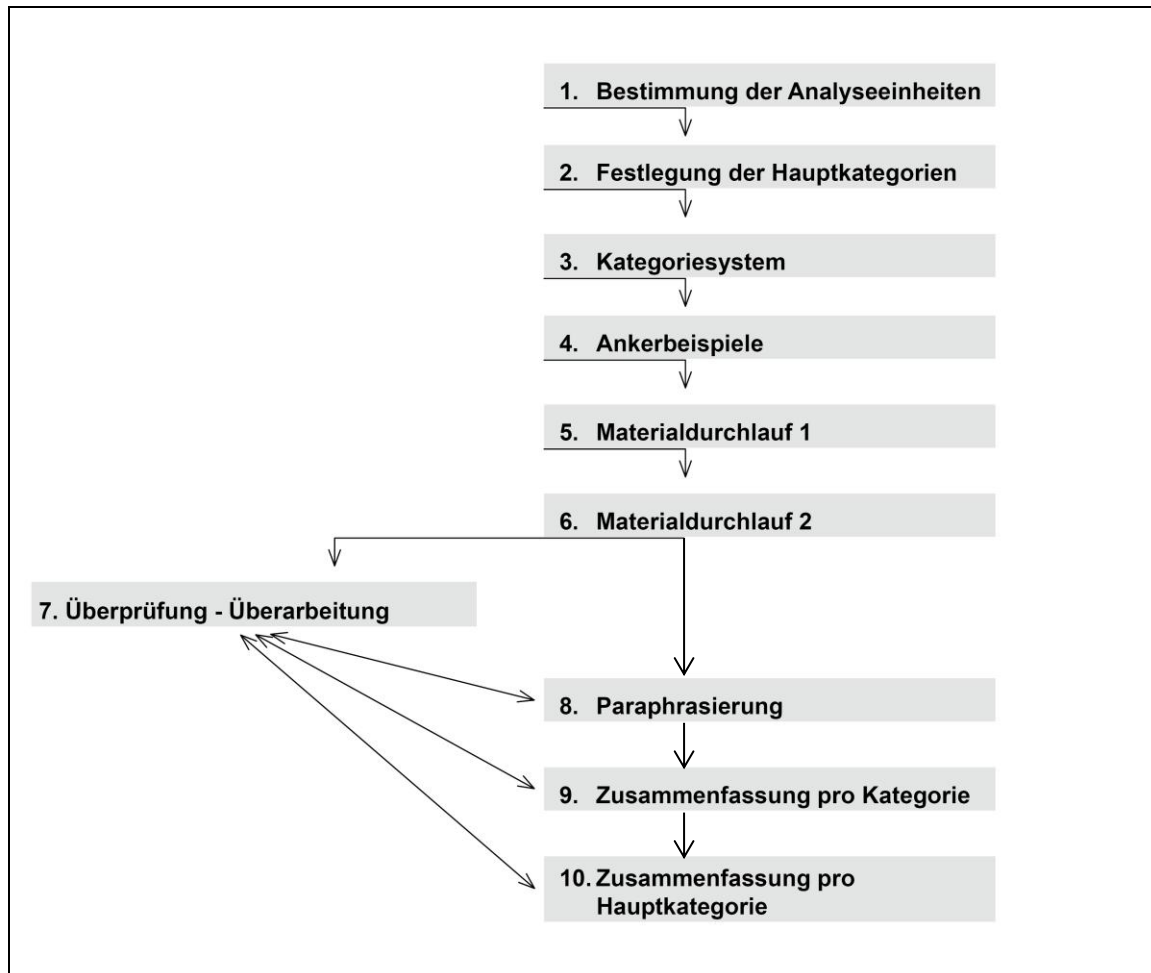 1. Bestimmung der Analyseeinheiten
2. Festlegung der Hauptkategorien
3. Kategoriesystem
4. Ankerbeispiele
5. Materialdurchlauf 1
6. Materialdurchlauf 2
7. Überprüfung - Überarbeitung
8. Paraphrasierung
9. Zusammenfassung pro Kategorie
10. Zusammenfassung pro
Hauptkategorie